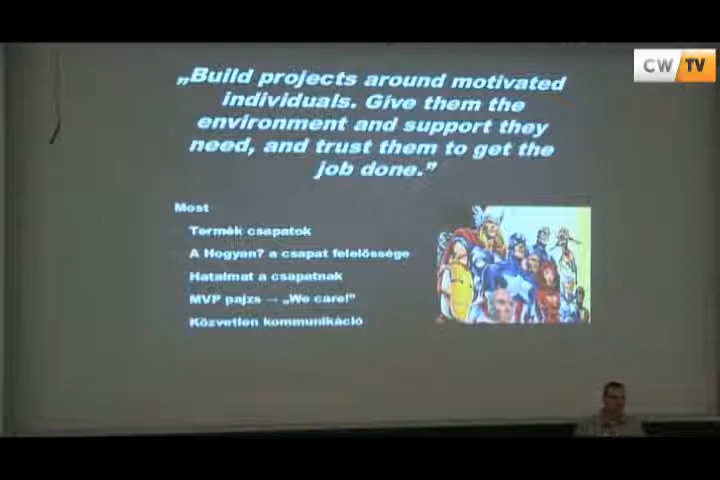 CW TV
„Build projects around motivated
individuals. Give them the
environment and support they
need, and trust them to get the
job done.”
Most
Termék csapatok
A Hogyan? a csapat felelőssége
Hatalmat a csapatnak
MVP pajzs → „We care!”
Közvetlen kommunikáció